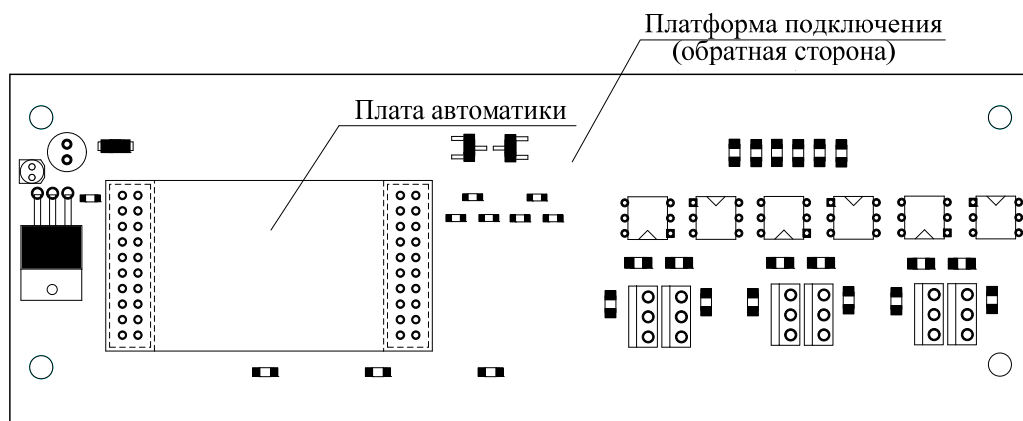 Платформа подключения
(обратная сторона)
Плата автоматики